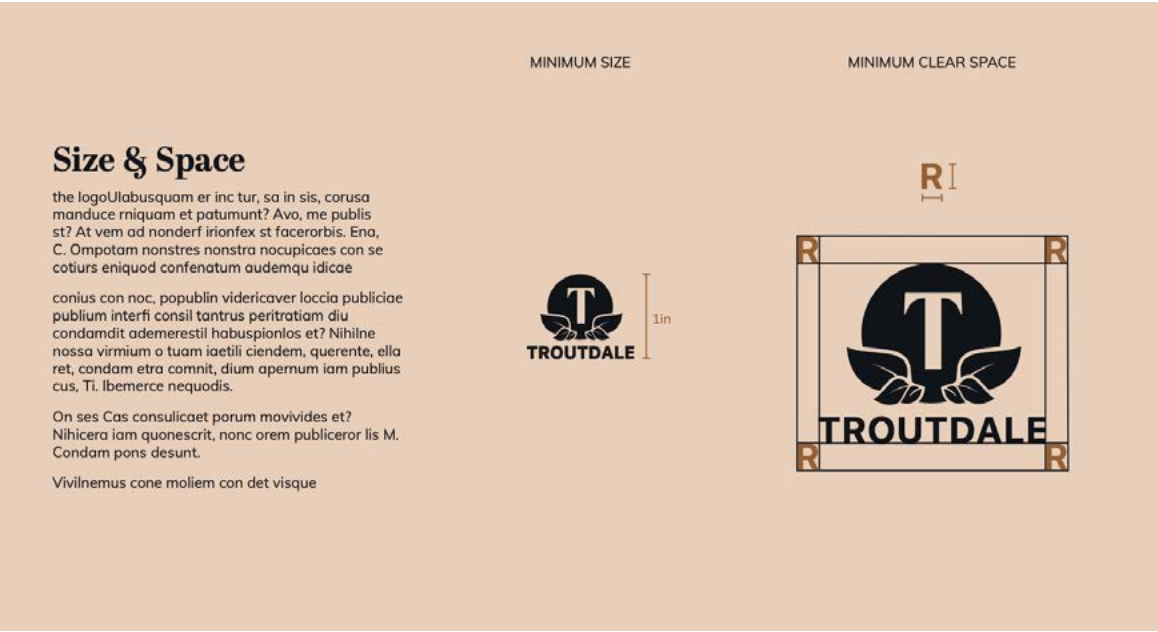 MINIMUM SIZE
MINIMUM CLEAR SPACE
Size & Space
the logoUlabusquam er inc tur, sa in sis, corusa
manduce rniquam et patumunt? Avo, me publis
st? At vem ad nonderf irionfex st facerorbis. Ena,
C. Ompotam nonstres nonstra nocupicaes con se
cotiurs eniquod confenatum audemqu idicae
conius con noc, popublin videricaver loccia publiciae
publium interfi consil tantrus peritratiam diu
condamdit ademerestil habuspionlos et? Nihilne
nossa virmium o tuam iaetili ciendem, querente, ella
ret, condam etra comnit, dium apernum iam publius
cus, Ti. Ibemerce nequodis.
On ses Cas consulicaet porum movivides et?
Nihicera iam quonescrit, nonc orem publiceror lis M.
Condam pons desunt.
Vivilnemus cone moliem con det visque
T
TROUTDALE
1in
R
R R
T
TROUTDALE
R R